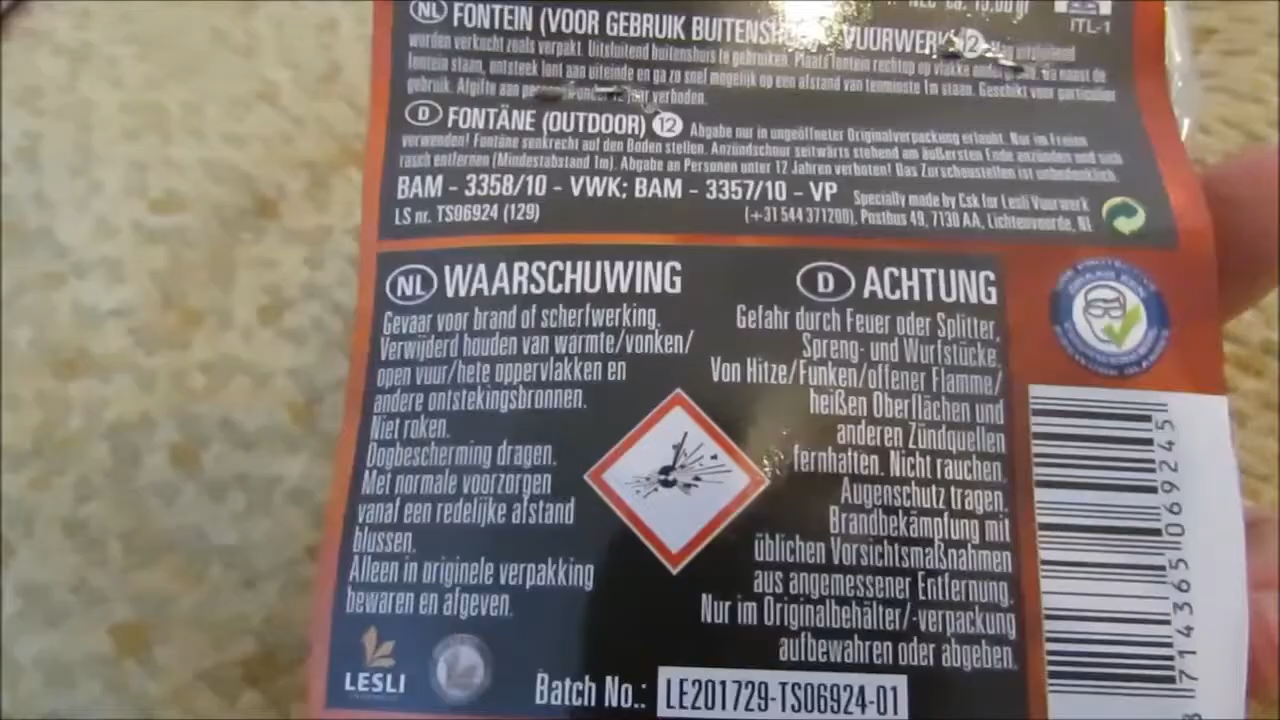 NEC ca. 15.00 gr
ITL-1
NL FONTEIN (VOOR GEBRUIK VUURWERK 12
worden verkocht zoals verpakt. Uitsluitend buitenshuis te gebruiken. Plaats fontein rechtop op vlakke
fontein staan, ontsteek lont aan uiteinde en ga zo snel mogelijk op een afstand van tenminste 1m staan. Geschikt voor particulier
gebruik. Afgifte aan jaar verboden.
D FONTÄNE (OUTDOOR) 12 Abgabe nur in ungeöffneter Originalverpackung erlaubt. Nur im Freien
verwenden! Fontäne senkrecht auf den Boden stellen. Anzündschnur seitwärts stehend am äußersten Ende anzünden und sich
rasch entfernen (Mindestabstand 1m). Abgabe an Personen unter 12 Jahren verboten! Das Zurschaustellen ist unbedenklich.
BAM - 3358/10 - VWK; BAM - 3357/10 - VP Specially made by Csk for Lesli Vuurwerk
LS nr. TS06924 (129) (+31 544 371200), Postbus 49, 7130 AA, Lichtenvoorde, NL
NL WAARSCHUWING
Gevaar voor brand of scherfwerking.
Verwijderd houden van warmte/vonken/
open vuur/hete oppervlakken en
andere ontstekingsbronnen.
Niet roken.
Oogbescherming dragen.
Met normale voorzorgen
vanaf een redelijke afstand
blussen.
Alleen in originele verpakking
bewaren en afgeven.
D ACHTUNG
Gefahr durch Feuer oder Splitter,
Spreng- und Wurfstücke.
Von Hitze/Funken/offener Flamme/
heißen Oberflächen und
anderen Zündquellen
fernhalten. Nicht rauchen.
Augenschutz tragen.
Brandbekämpfung mit
üblichen Vorsichtsmaßnahmen
aus angemessener Entfernung.
Nur im Originalbehälter/-verpackung
aufbewahren oder abgeben.
LESLI
Batch No.: LE201729-TS06924-01
8 714365 069245